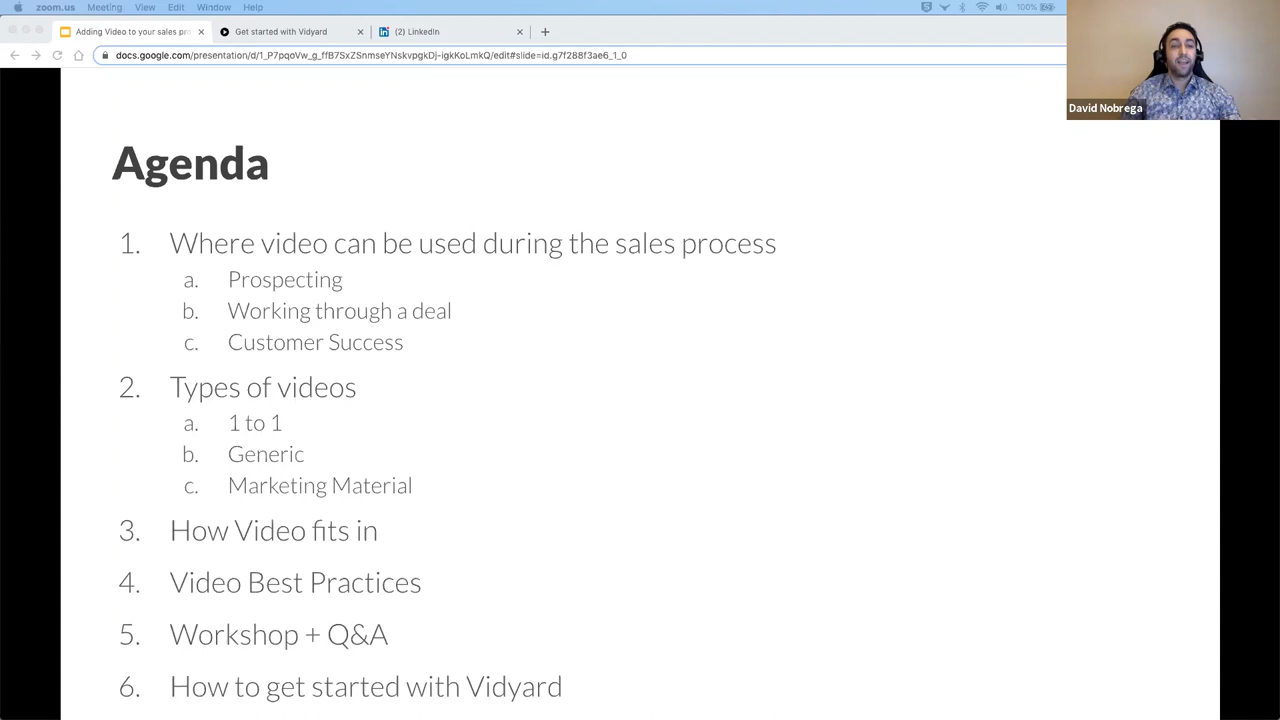 zoom.us Meeting View Edit Window Help 100%
Adding Video to your sales pro Get started with Vidyard (2) LinkedIn
docs.google.com/presentation/d/1_P7pqoVw_g_ffB7SxZSnmseYNskvpgkDj-igkKoLmkQ/edit#slide=id.g7f288f3ae6_1_0
David Nobrega
Agenda
1. Where video can be used during the sales process
a. Prospecting
b. Working through a deal
c. Customer Success
2. Types of videos
a. 1 to 1
b. Generic
c. Marketing Material
3. How Video fits in
4. Video Best Practices
5. Workshop + Q&A
6. How to get started with Vidyard